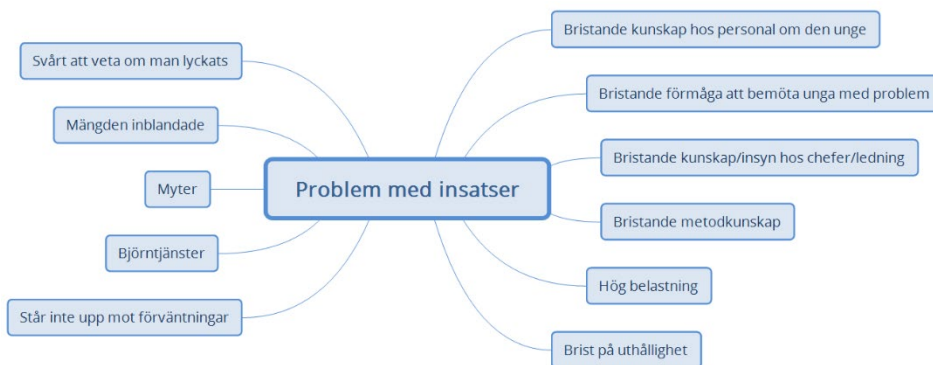 Problem med insatser
Bristande kunskap hos personal om den unge
Bristande förmåga att bemöta unga med problem
Bristande kunskap/insyn hos chefer/ledning
Bristande metodkunskap
Hög belastning
Brist på uthållighet
Svårt att veta om man lyckats
Mängden inblandade
Myter
Björntjänster
Står inte upp mot förväntningar